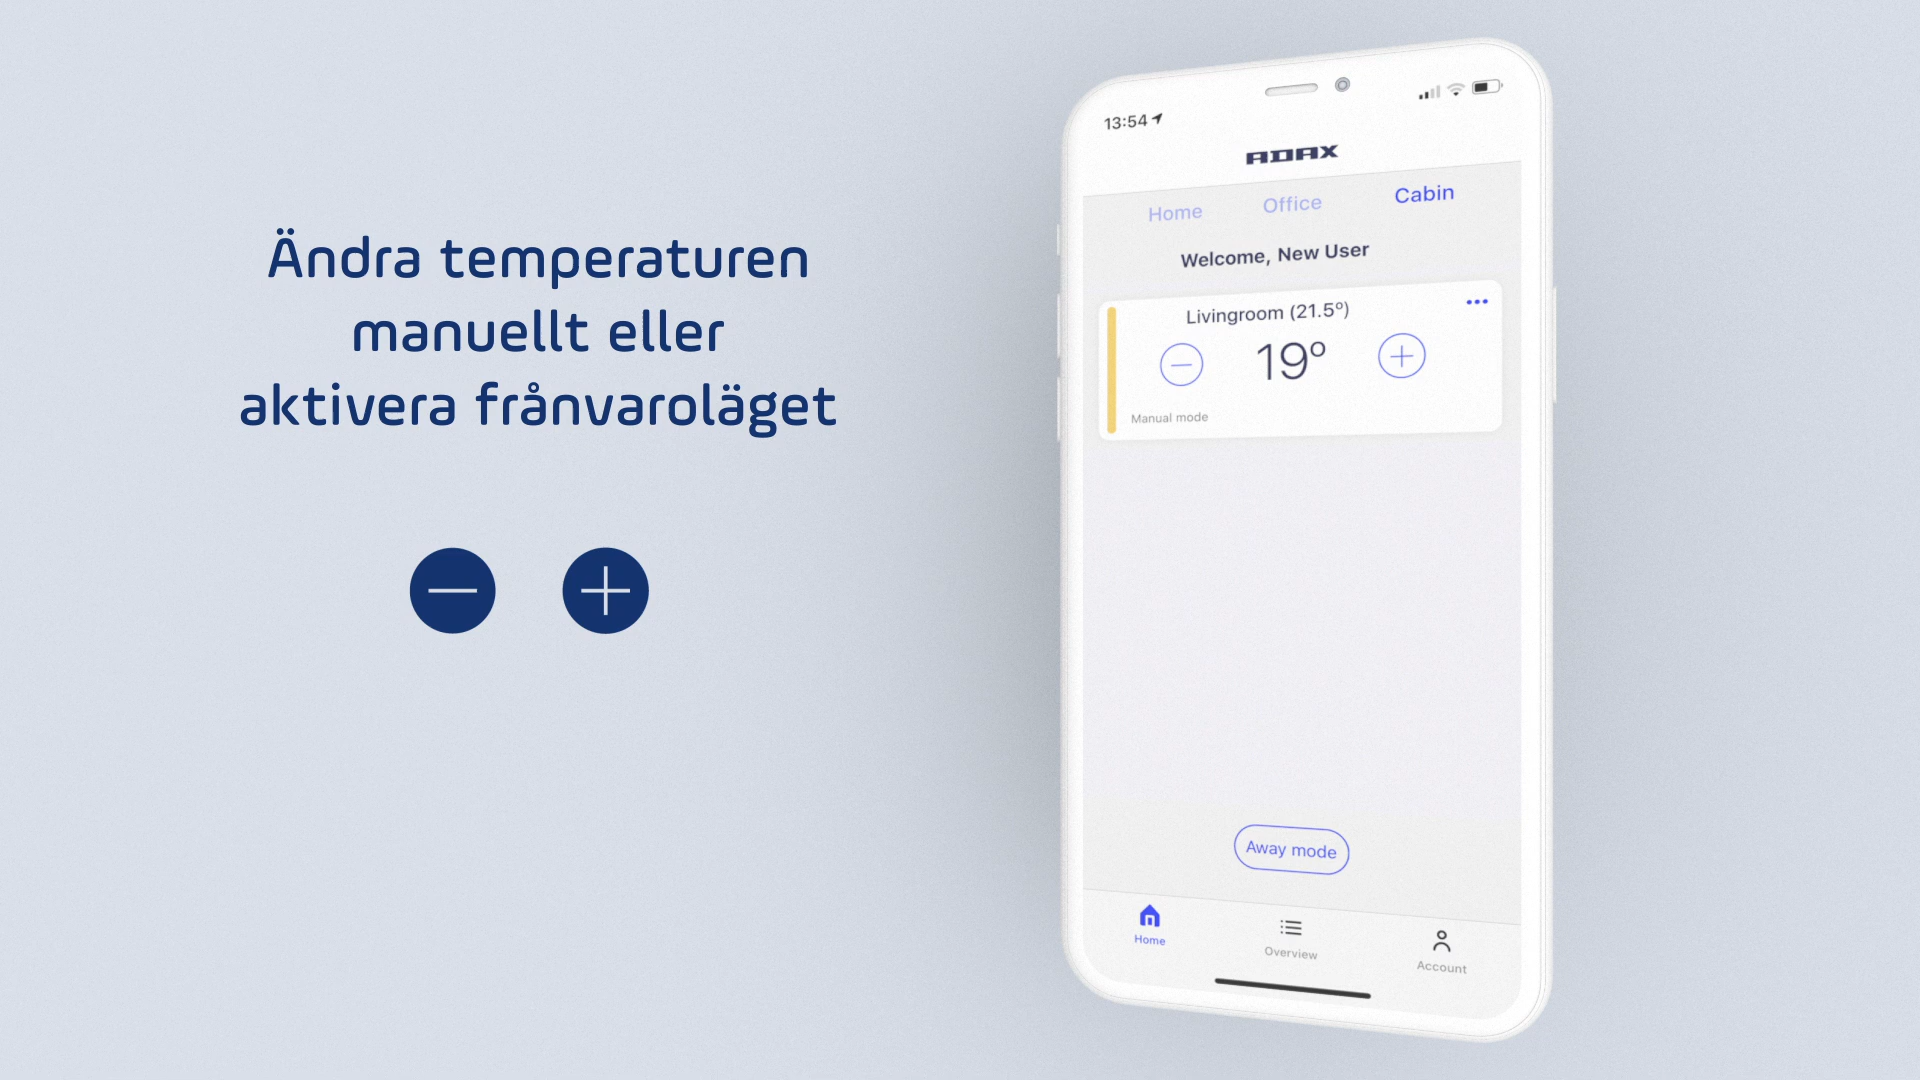 Ändra temperaturen
manuellt eller
aktivera frånvaroläget
13:54
ADAX
Home Office Cabin
Welcome, New User
Livingroom (21.5°)
19°
Manual mode
Away mode
Home Overview Account